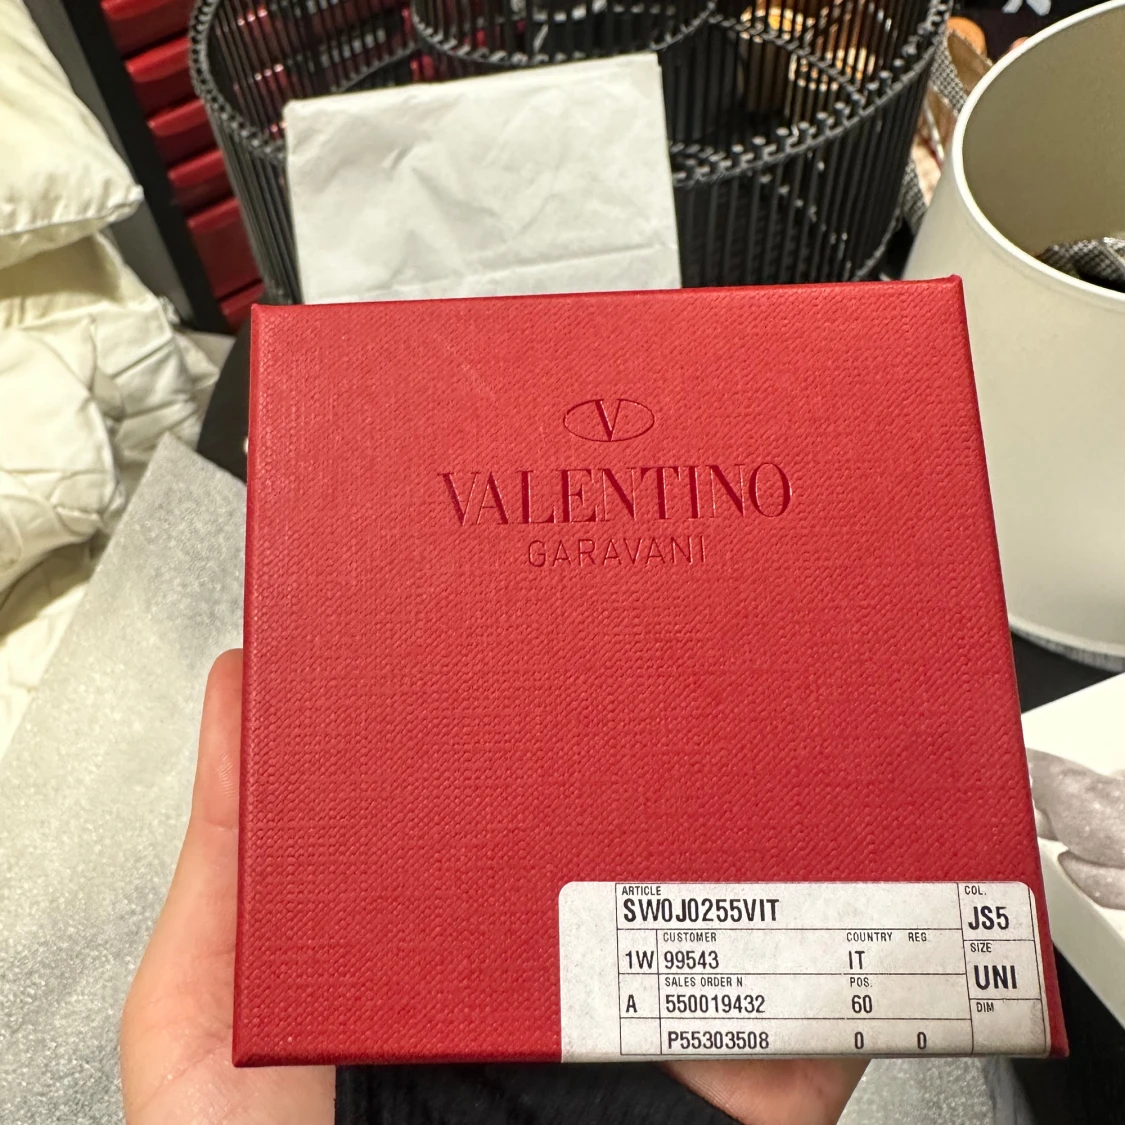 V
VALENTINO
GARAVANI
ARTICLE
SW0J0255VIT
COL.
JS5
CUSTOMER COUNTRY REG
1W 99543 IT
SIZE
UNI
SALES ORDER N POS.
A 550019432 60
DIM
P55303508 0 0